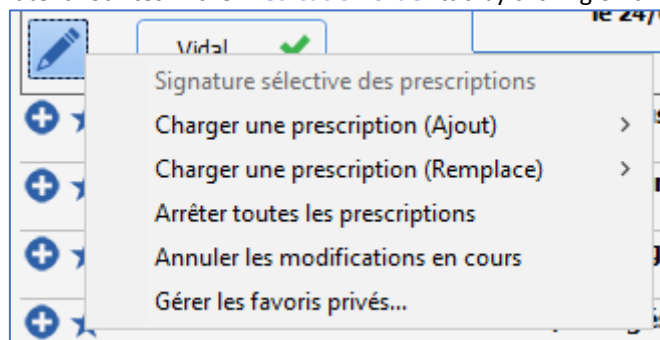 le 24/
Vidal
Signature sélective des prescriptions
Charger une prescription (Ajout)
Charger une prescription (Remplace)
Arrêter toutes les prescriptions
Annuler les modifications en cours
Gérer les favoris privés...